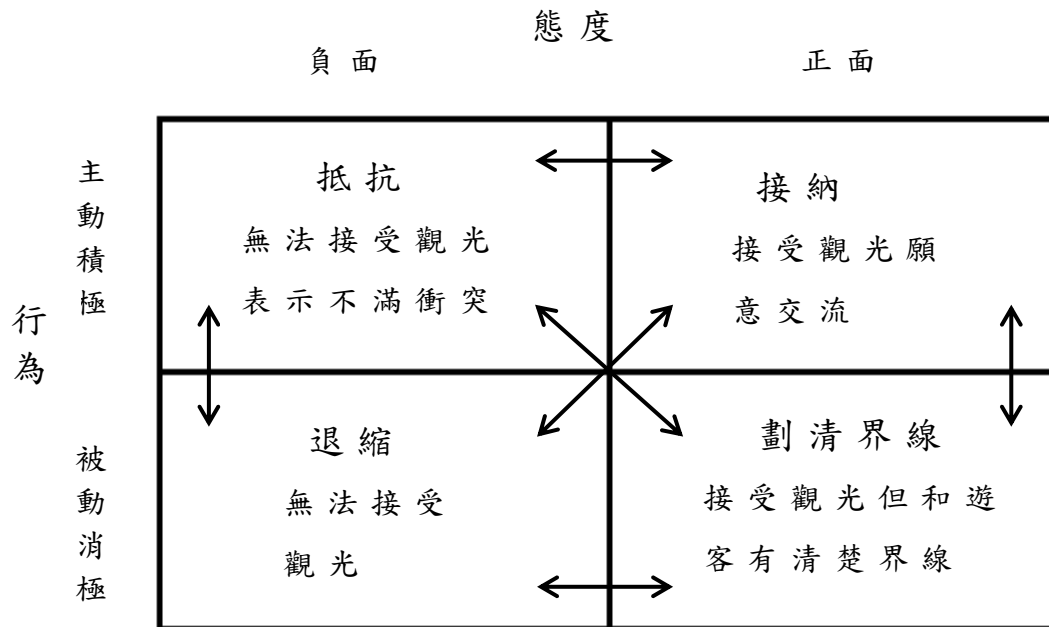 態度
負面
正面
行為
主動積極
抵抗
無法接受觀光
表示不滿衝突
接納
接受觀光願
意交流
被動消極
退縮
無法接受
觀光
劃清界線
接受觀光但和遊
客有清楚界線